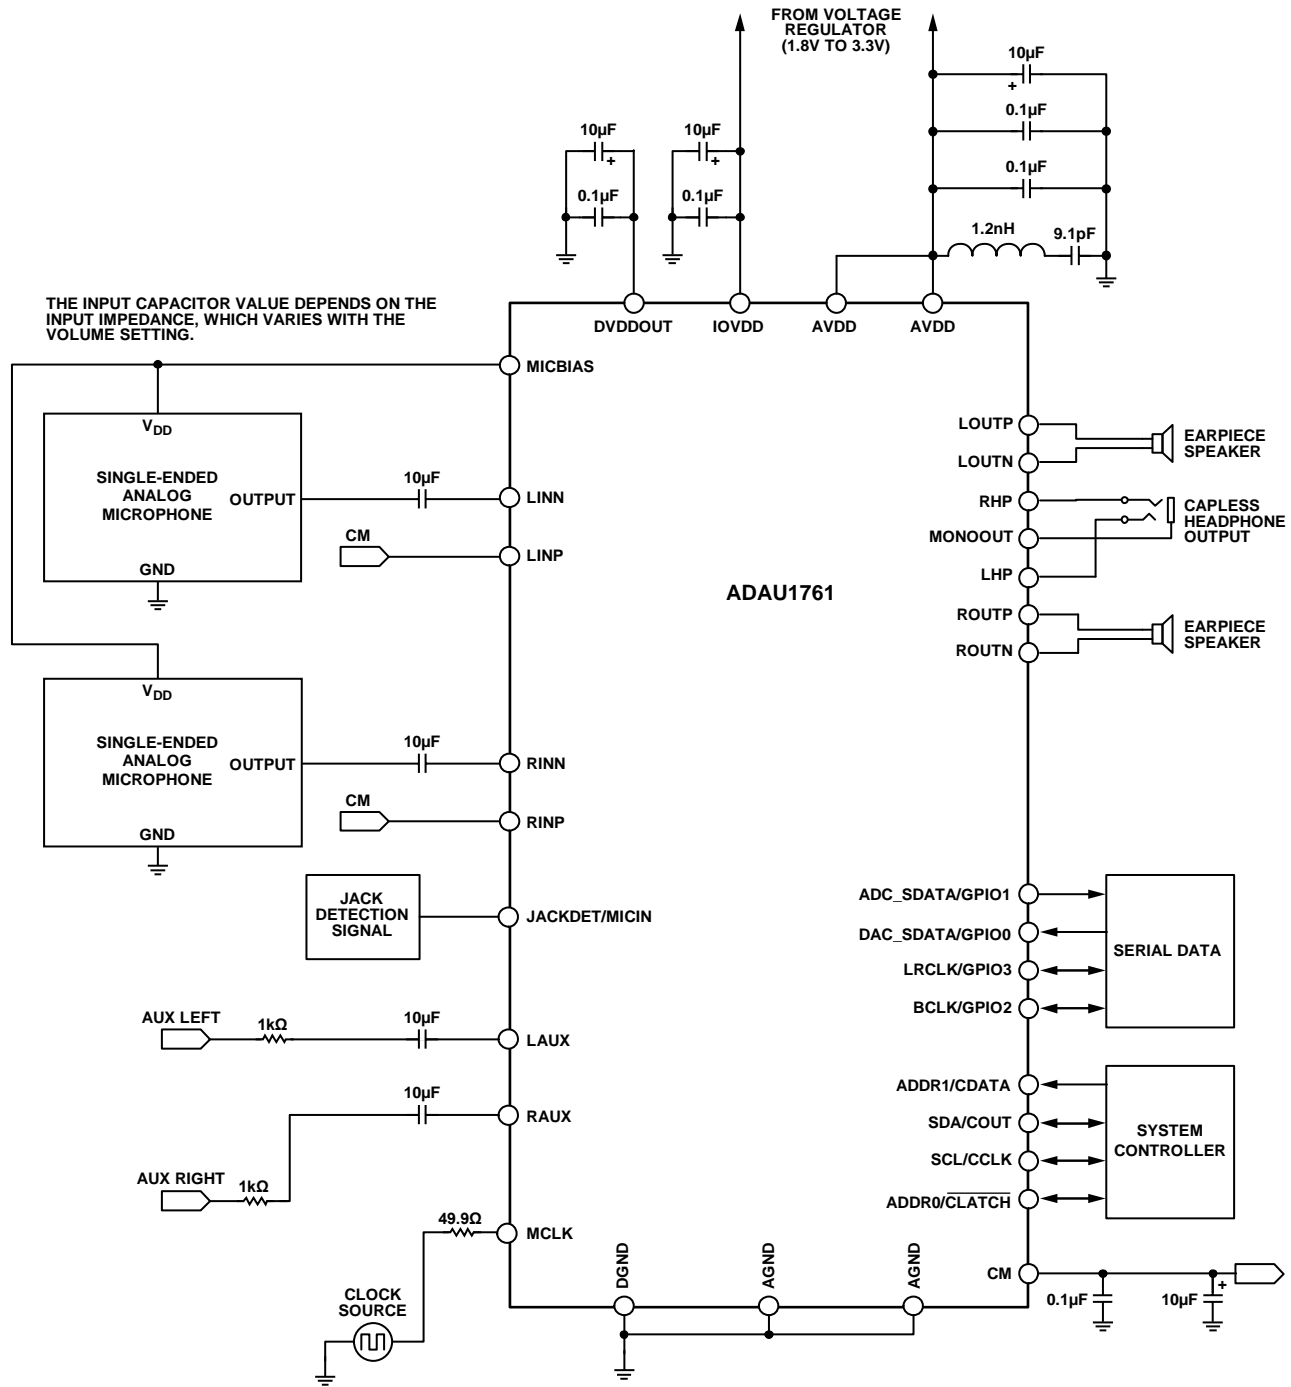 FROM VOLTAGE
REGULATOR
(1.8V TO 3.3V)
10µF
+
0.1µF
0.1µF
1.2nH
9.1pF
10µF
+
0.1µF
10µF
+
0.1µF
THE INPUT CAPACITOR VALUE DEPENDS ON THE
INPUT IMPEDANCE, WHICH VARIES WITH THE
VOLUME SETTING.
DVDDOUT
IOVDD
AVDD
AVDD
MICBIAS
VDD
SINGLE-ENDED
ANALOG
MICROPHONE
OUTPUT
GND
10µF
LINN
CM
LINP
VDD
SINGLE-ENDED
ANALOG
MICROPHONE
OUTPUT
GND
10µF
RINN
CM
RINP
JACK
DETECTION
SIGNAL
JACKDET/MICIN
AUX LEFT
1kΩ
10µF
LAUX
10µF
RAUX
AUX RIGHT
1kΩ
49.9Ω
MCLK
CLOCK
SOURCE
ADAU1761
LOUTP
LOUTN
EARPIECE
SPEAKER
RHP
MONOOUT
LHP
CAPLESS
HEADPHONE
OUTPUT
ROUTP
ROUTN
EARPIECE
SPEAKER
ADC_SDATA/GPIO1
DAC_SDATA/GPIO0
LRCLK/GPIO3
BCLK/GPIO2
SERIAL DATA
ADDR1/CDATA
SDA/COUT
SCL/CCLK
ADDR0/CLATCH
SYSTEM
CONTROLLER
DGND
AGND
AGND
CM
0.1µF
10µF
+